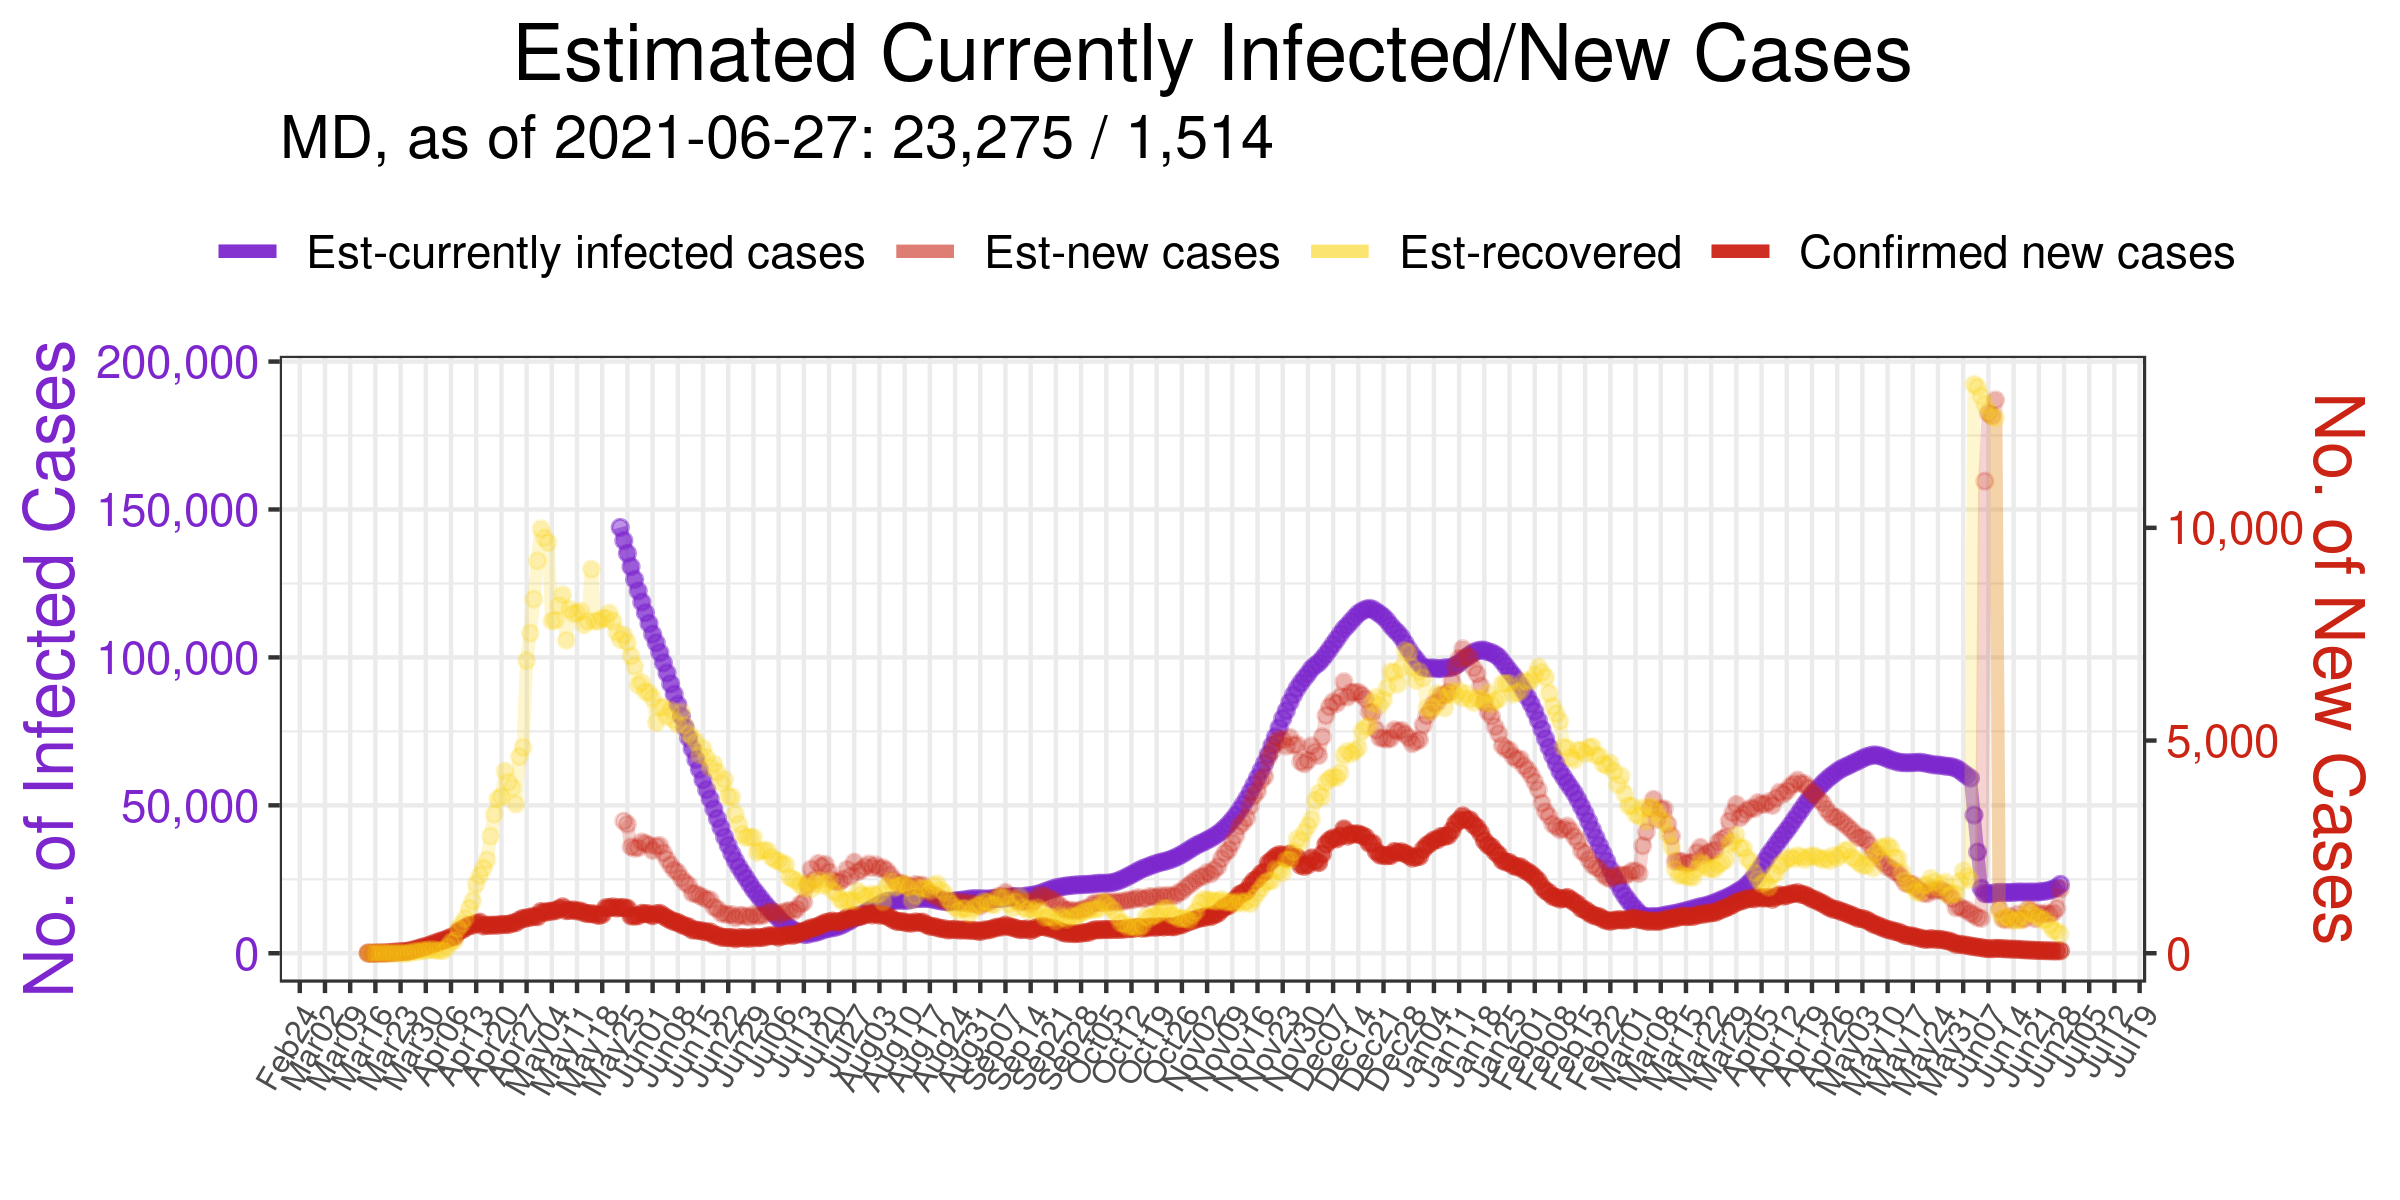 Estimated Currently Infected/New Cases
MD, as of 2021-06-27: 23,275 / 1,514
Est-currently infected cases
Est-new cases
Est-recovered
Confirmed new cases
No. of Infected Cases
200,000
150,000
100,000
50,000
0
10,000
5,000
0
No. of New Cases
Feb24
Mar02
Mar09
Mar16
Mar23
Mar30
Apr06
Apr13
Apr20
Apr27
May04
May11
May18
May25
Jun01
Jun08
Jun15
Jun22
Jun29
Jul06
Jul13
Jul20
Jul27
Aug03
Aug10
Aug17
Aug24
Aug31
Sep07
Sep14
Sep21
Sep28
Oct05
Oct12
Oct19
Oct26
Nov02
Nov09
Nov16
Nov23
Nov30
Dec07
Dec14
Dec21
Dec28
Jan04
Jan11
Jan18
Jan25
Feb01
Feb08
Feb15
Feb22
Mar01
Mar08
Mar15
Mar22
Mar29
Apr05
Apr12
Apr19
Apr26
May03
May10
May17
May24
May31
Jun07
Jun14
Jun21
Jun28
Jul05
Jul12
Jul19